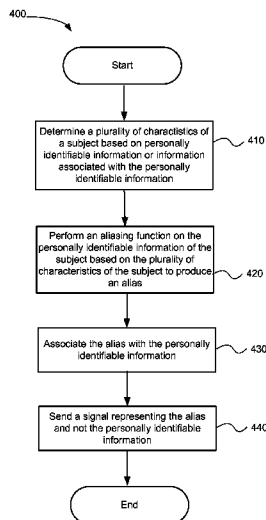 400
Start
Determine a plurality of charctistics of
a subject based on personally
identifiable information or information
associated with the personally
identifiable information
410
Perform an aliasing function on the
personally identifiable information of the
subject based on the plurality of
characteristics of the subject to produce
an alias
420
Associate the alias with the personally
identifiable information
430
Send a signal representing the alias
and not the personally identifiable
information
440
End